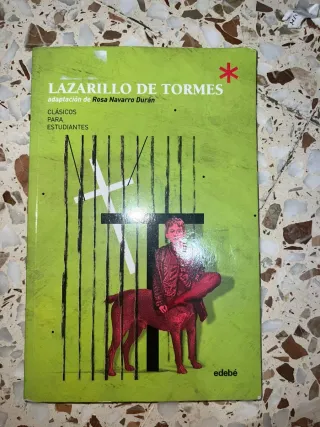 LAZARILLO DE TORMES
adaptación de Rosa Navarro Durán
CLÁSICOS
PARA
ESTUDIANTES
edebé